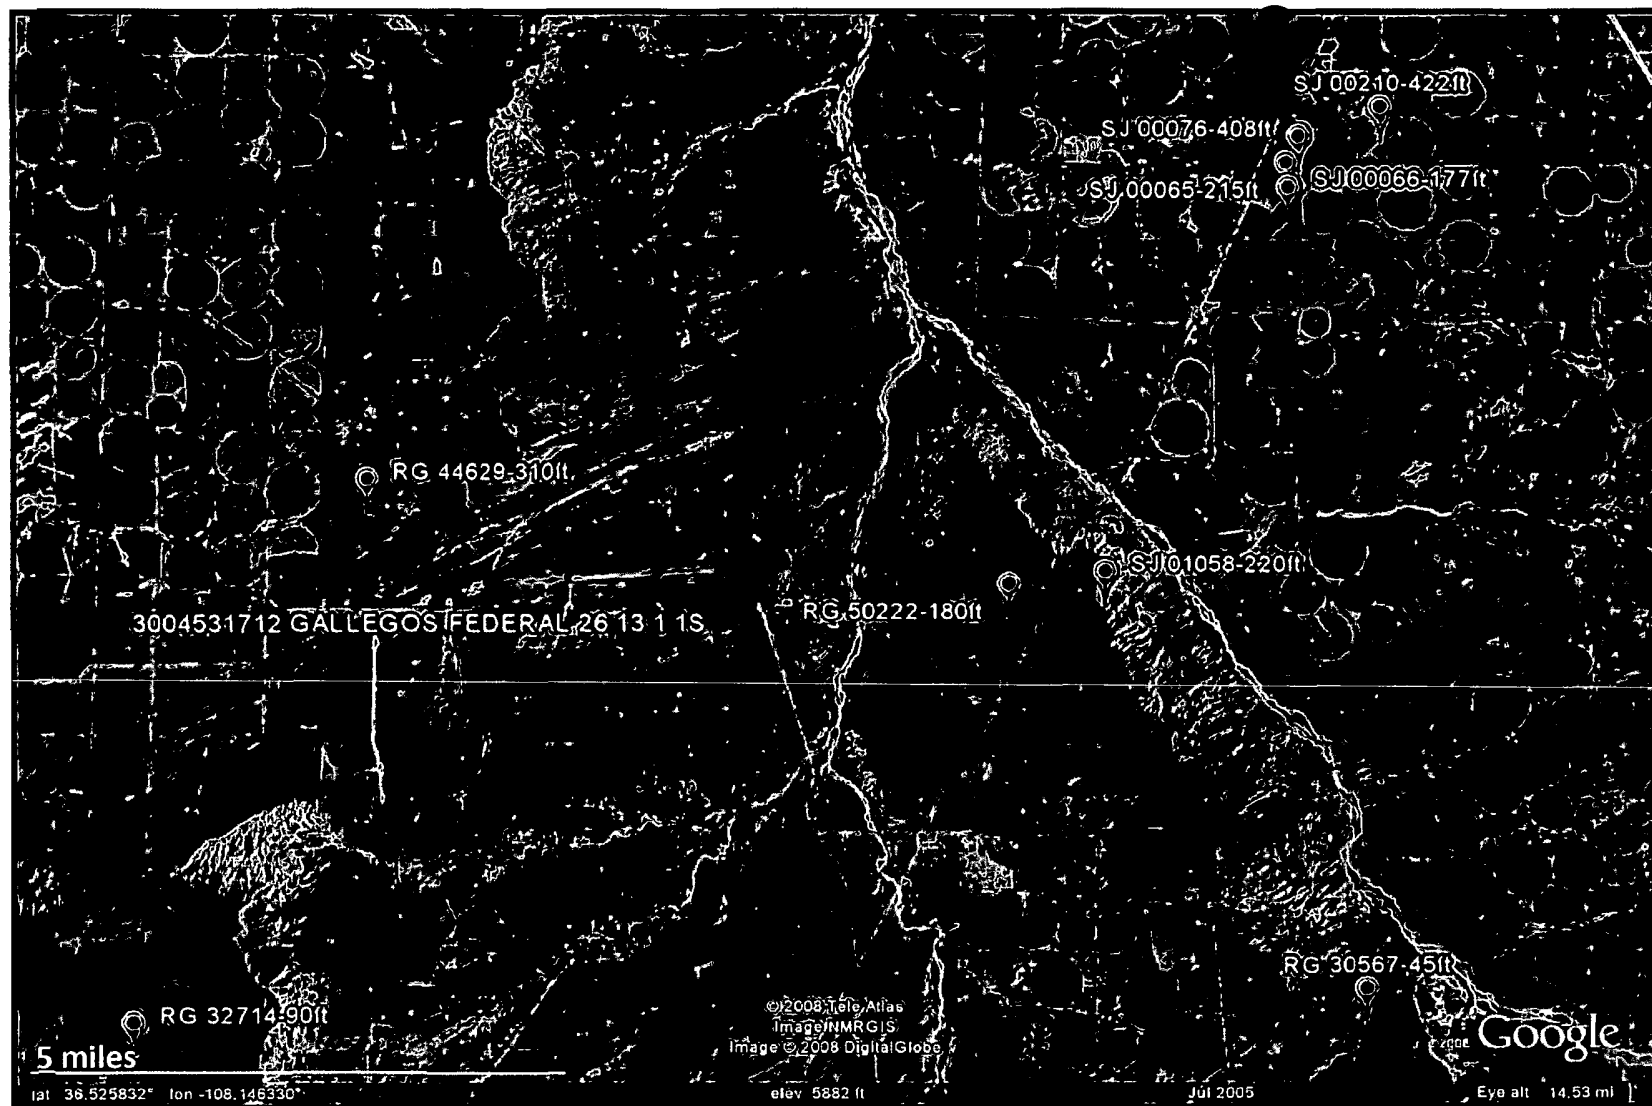 SJ 00210-422ft
SJ 00076-408ft
SJ 00065-215ft
SJ 00066-177ft
RG 44629-310ft
SJ 01058-220ft
RG 50222-180ft
3004531712 GALLEGOS FEDERAL 26 13 1 1S
RG 30567-45ft
RG 32714-90ft
© 2008 Tele Atlas
Image NMRGIS
Image © 2008 DigitalGlobe
Google
5 miles
lat 36.525832° lon -108.146330°
elev 5882 ft
Jul 2005
Eye alt 14.53 mi